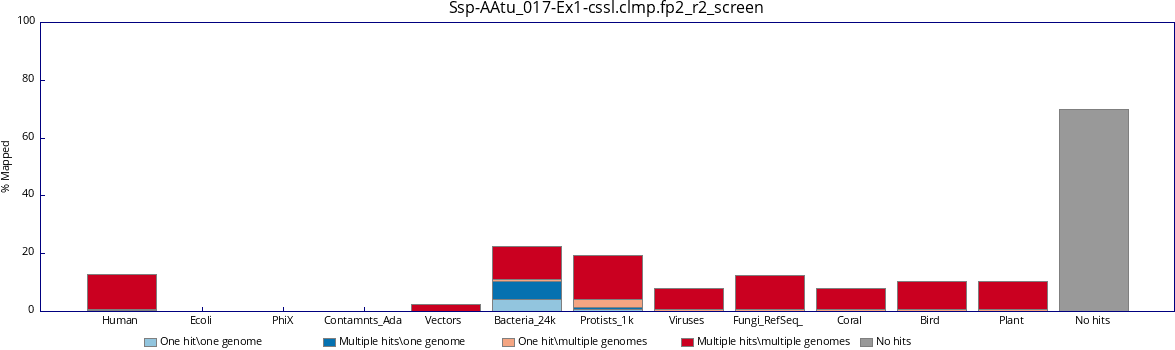 Ssp-AAtu_017-Ex1-cssl.clmp.fp2_r2_screen
100
80
60
40
20
0
% Mapped
Human Ecoli PhiX Contamnts_Ada Vectors Bacteria_24k Protists_1k Viruses Fungi_RefSeq_ Coral Bird Plant No hits
One hit\one genome Multiple hits\one genome One hit\multiple genomes Multiple hits\multiple genomes No hits